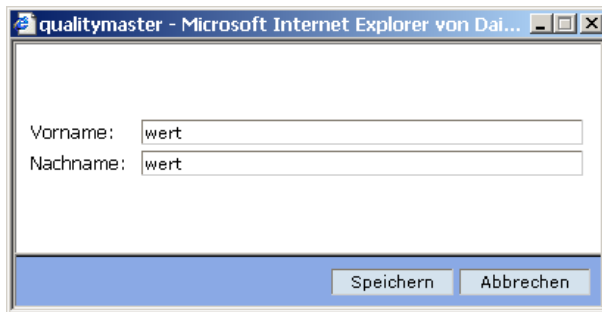 qualitymaster - Microsoft Internet Explorer von Dai...
Vorname: wert
Nachname: wert
Speichern Abbrechen